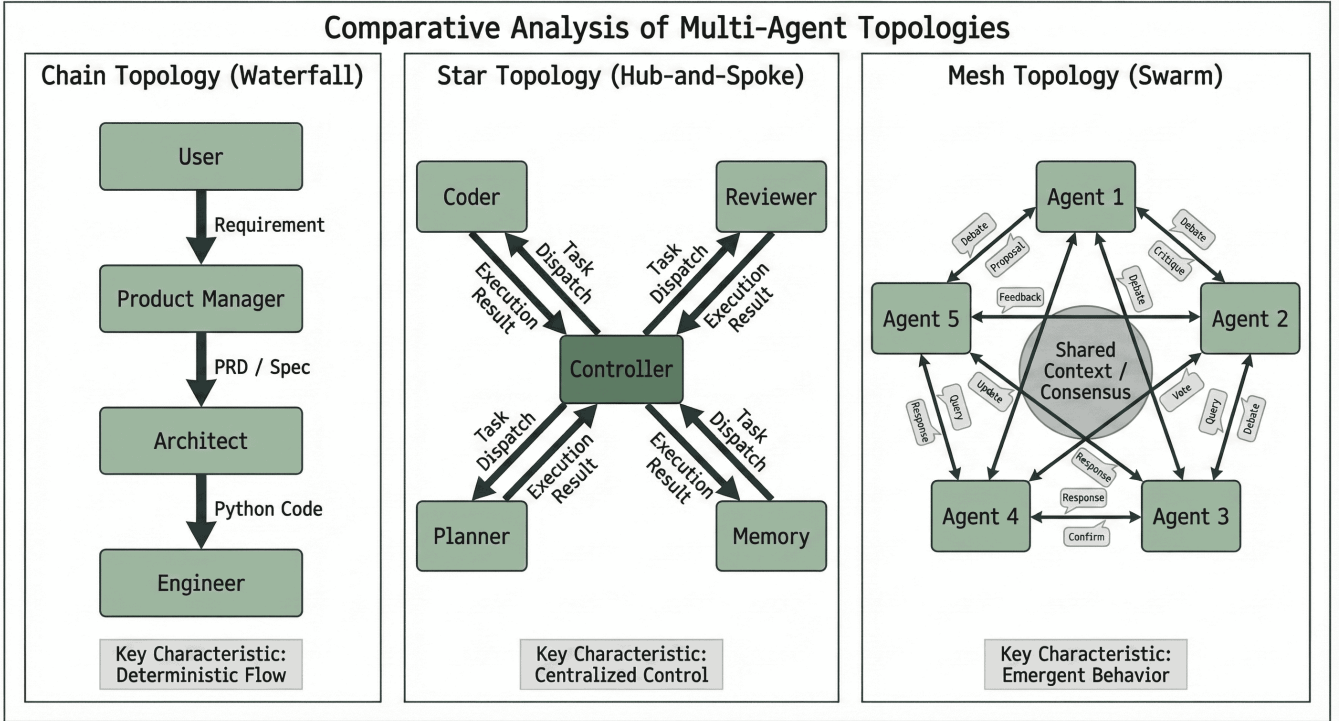 Comparative Analysis of Multi-Agent Topologies
Chain Topology (Waterfall)
User
Requirement
Product Manager
PRD / Spec
Architect
Python Code
Engineer
Key Characteristic:
Deterministic Flow
Star Topology (Hub-and-Spoke)
Coder
Reviewer
Task
Dispatch
Execution
Result
Task
Dispatch
Execution
Result
Controller
Task
Dispatch
Execution
Result
Execution
Result
Task
Dispatch
Planner
Memory
Key Characteristic:
Centralized Control
Mesh Topology (Swarm)
Agent 1
Debate
Proposal
Debate
Critique
Feedback
Debate
Agent 5
Agent 2
Shared
Context /
Consensus
Update
Vote
Response
Query
Query
Debate
Response
Response
Confirm
Agent 4
Agent 3
Key Characteristic:
Emergent Behavior